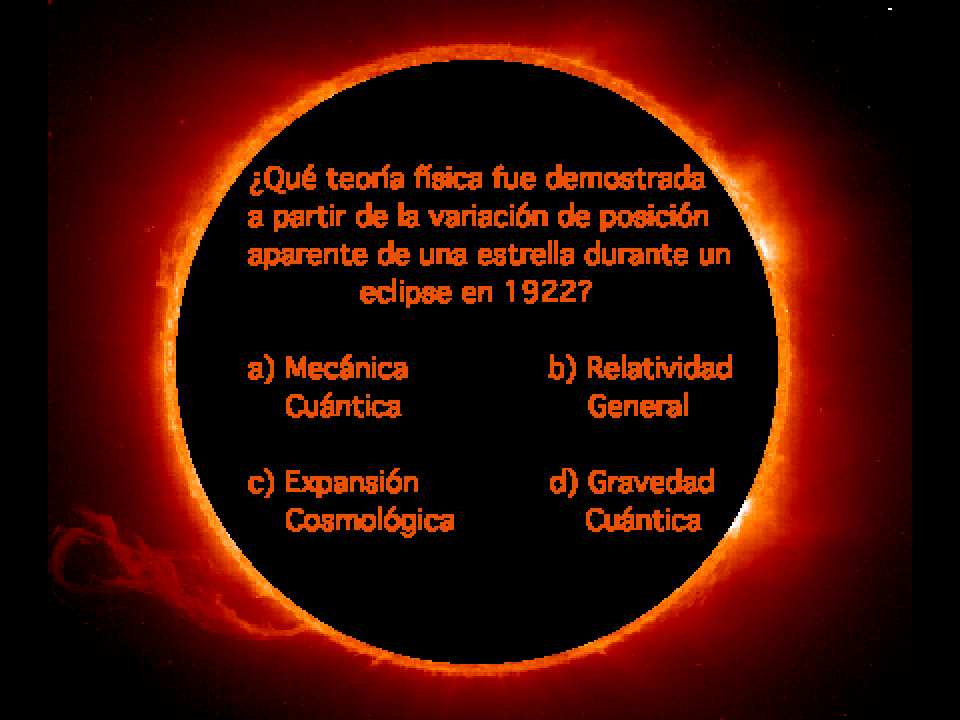 ¿Qué teoría física fue demostrada
a partir de la variación de posición
aparente de una estrella durante un
eclipse en 1922?
a) Mecánica Cuántica
b) Relatividad General
c) Expansión Cosmológica
d) Gravedad Cuántica